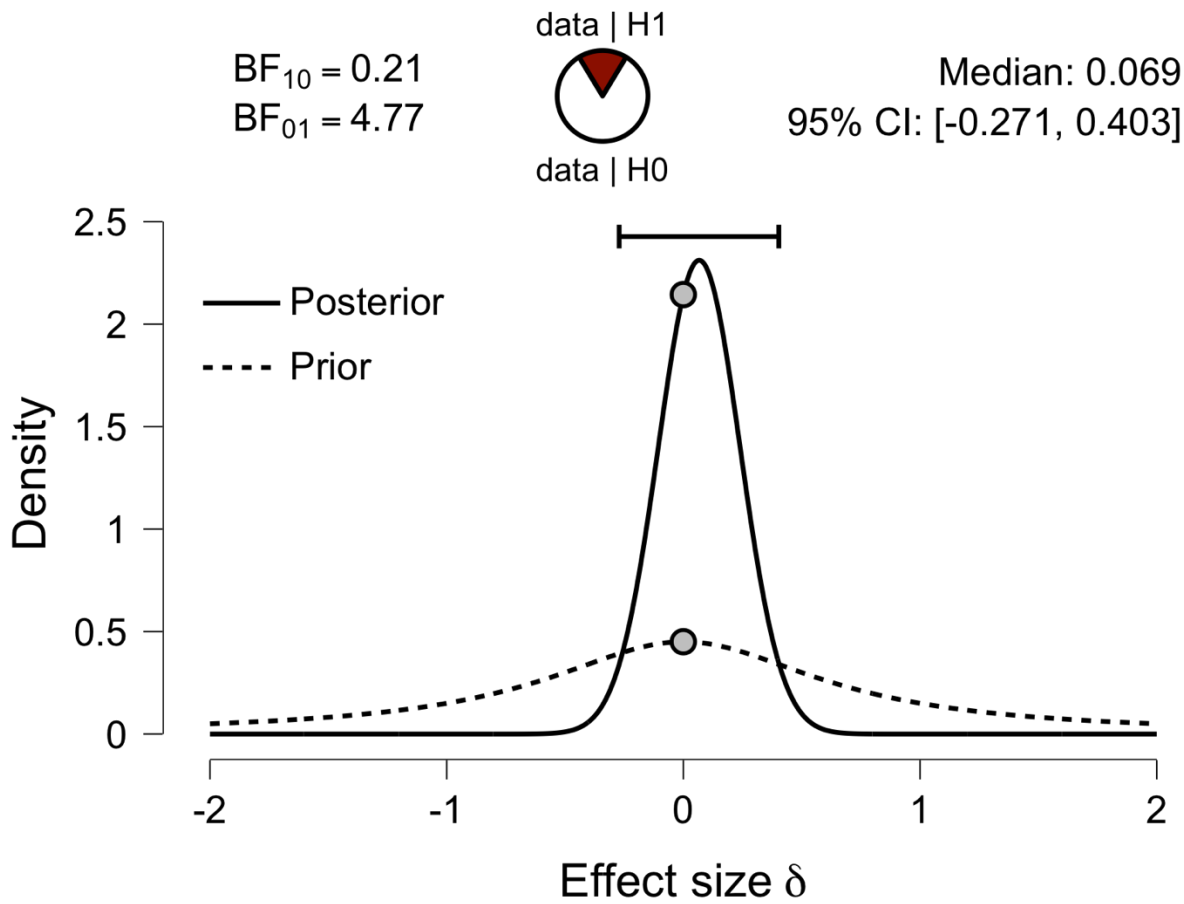 data | H1
BF₁₀ = 0.21
BF₀₁ = 4.77
Median: 0.069
95% CI: [-0.271, 0.403]
data | H0
2.5
2
1.5
1
0.5
0
Density
Posterior
Prior
-2
-1
0
1
2
Effect size δ